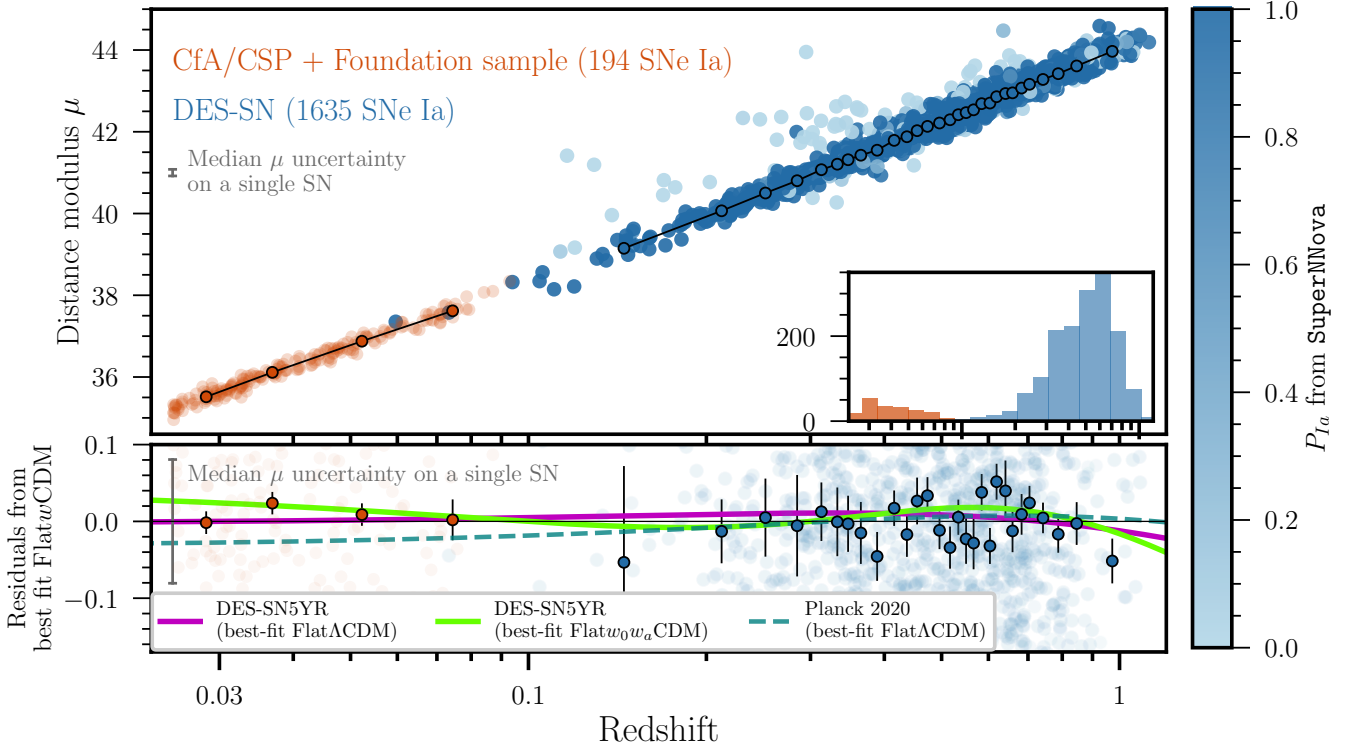 44
42
40
38
36
Distance modulus μ
CfA/CSP + Foundation sample (194 SNe Ia)
DES-SN (1635 SNe Ia)
Median μ uncertainty
on a single SN
200
0
1.0
0.8
0.6
0.4
0.2
0.0
P_{Ia} from SuperNNova
0.1
0.0
−0.1
Residuals from
best fit FlatwCDM
Median μ uncertainty on a single SN
DES-SN5YR
(best-fit FlatΛCDM)
DES-SN5YR
(best-fit Flatw₀wₐCDM)
Planck 2020
(best-fit FlatΛCDM)
0.03
0.1
1
Redshift